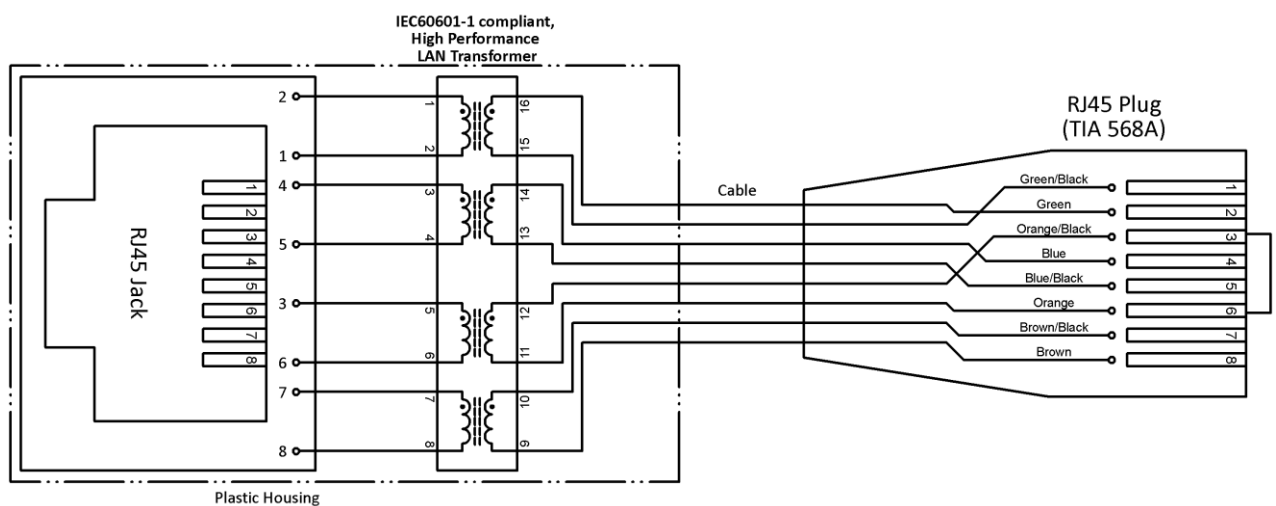 IEC60601-1 compliant,
High Performance
LAN Transformer
RJ45 Plug
(TIA 568A)
2
1
4
5
3
6
7
8
RJ45 Jack
1
2
3
4
5
6
7
8
1
2
3
4
5
6
7
8
16
15
14
13
12
11
10
9
Cable
Green/Black
Green
Orange/Black
Blue
Blue/Black
Orange
Brown/Black
Brown
1
2
3
4
5
6
7
8
Plastic Housing